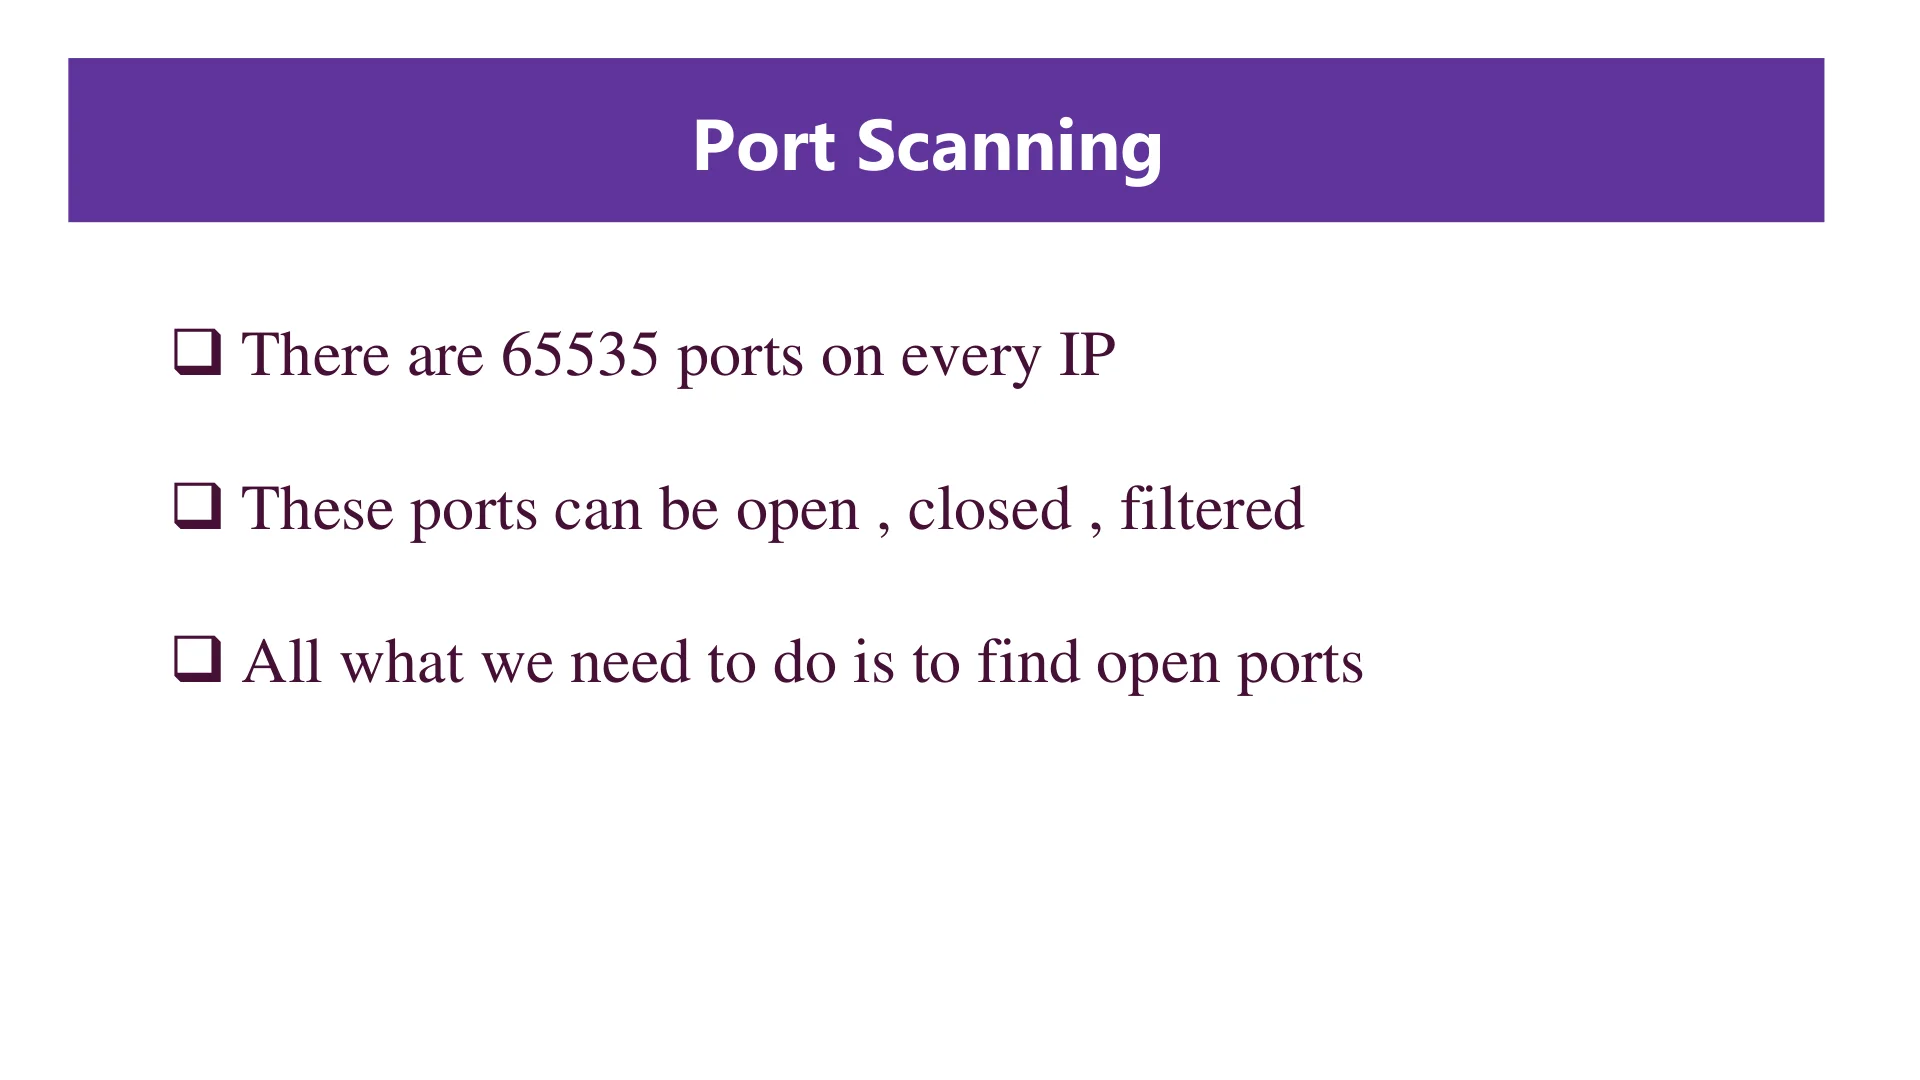 Port Scanning
❑ There are 65535 ports on every IP
❑ These ports can be open , closed , filtered
❑ All what we need to do is to find open ports